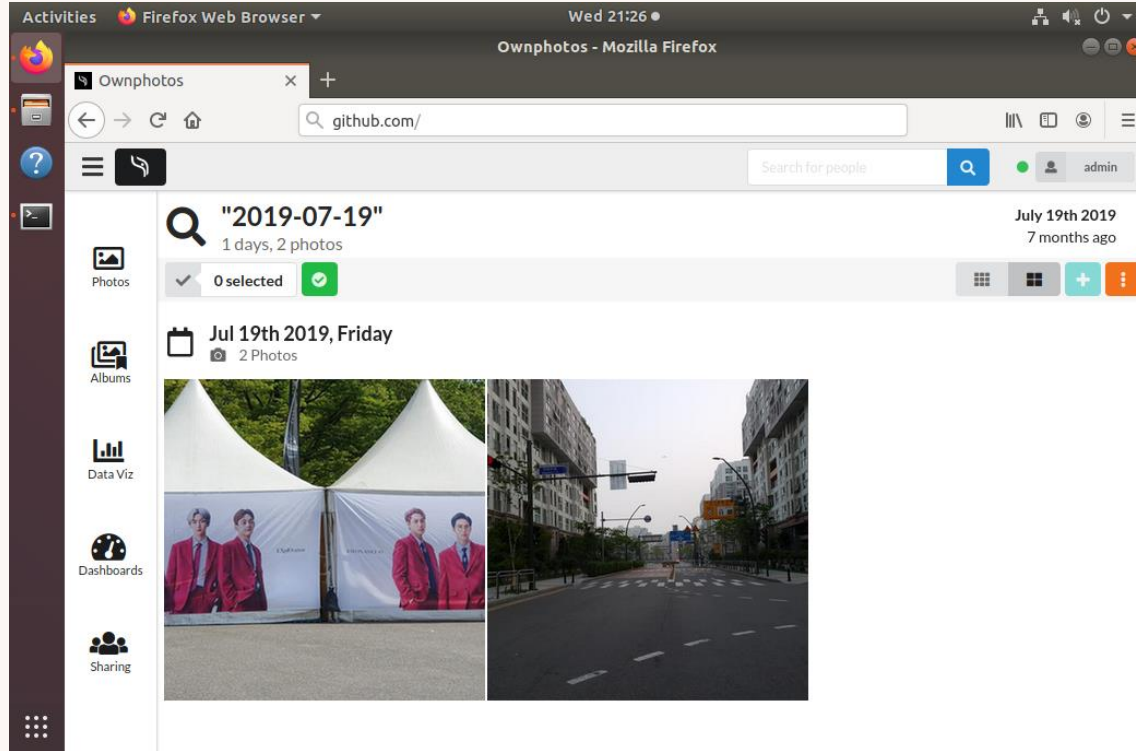 Activities Firefox Web Browser Wed 21:26
Ownphotos - Mozilla Firefox
Ownphotos
github.com/
Search for people
admin
"2019-07-19"
1 days, 2 photos
July 19th 2019
7 months ago
0 selected
Jul 19th 2019, Friday
2 Photos
Photos
Albums
Data Viz
Dashboards
Sharing